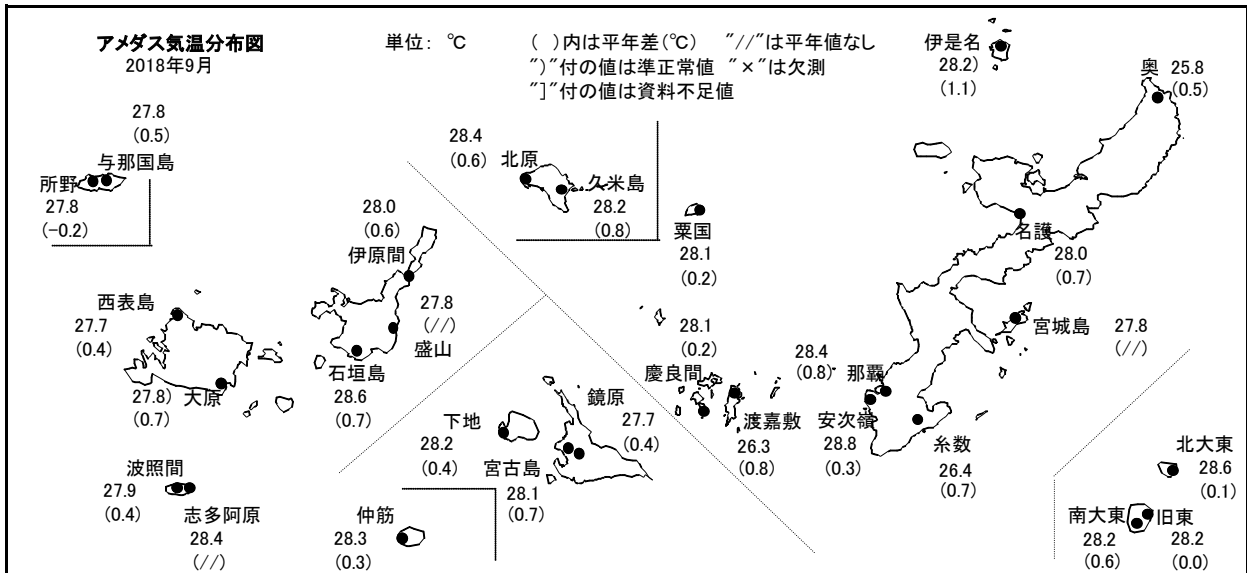 アメダス気温分布図 単位: ℃ ( )内は平年差(℃) "//"は平年値なし
2018年9月 ")"付の値は準正常値 "×"は欠測
"]"付の値は資料不足値
伊是名
28.2)
(1.1)
奥 25.8
(0.5)
27.8
(0.5)
与那国島
所野
27.8
(-0.2)
28.4
(0.6)
北原
久米島
28.2
(0.8)
粟国
28.1
(0.2)
名護
28.0
(0.7)
28.0
(0.6)
伊原間
27.8
(//)
盛山
石垣島
28.6
(0.7)
西表島
27.7
(0.4)
27.8)
(0.7)
大原
宮城島 27.8
(//)
28.1
(0.2)
慶良間
渡嘉敷
26.3
(0.8)
28.4
(0.8)
那覇
安次嶺
28.8
(0.3)
糸数
26.4
(0.7)
下地
28.2
(0.4)
鏡原
27.7
(0.4)
宮古島
28.1
(0.7)
波照間
27.9
(0.4)
志多阿原
28.4
(//)
仲筋
28.3
(0.3)
北大東
28.6
(0.1)
南大東
28.2
(0.6)
旧東
28.2
(0.0)